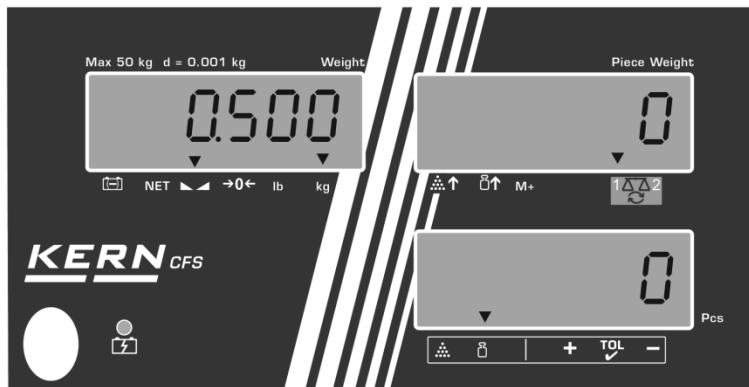 Max 50 kg d = 0.001 kg Weight
Piece Weight
0.500
0
NET →0← lb kg
M+
1 2
KERN CFS
0
Pcs
+ TOL −